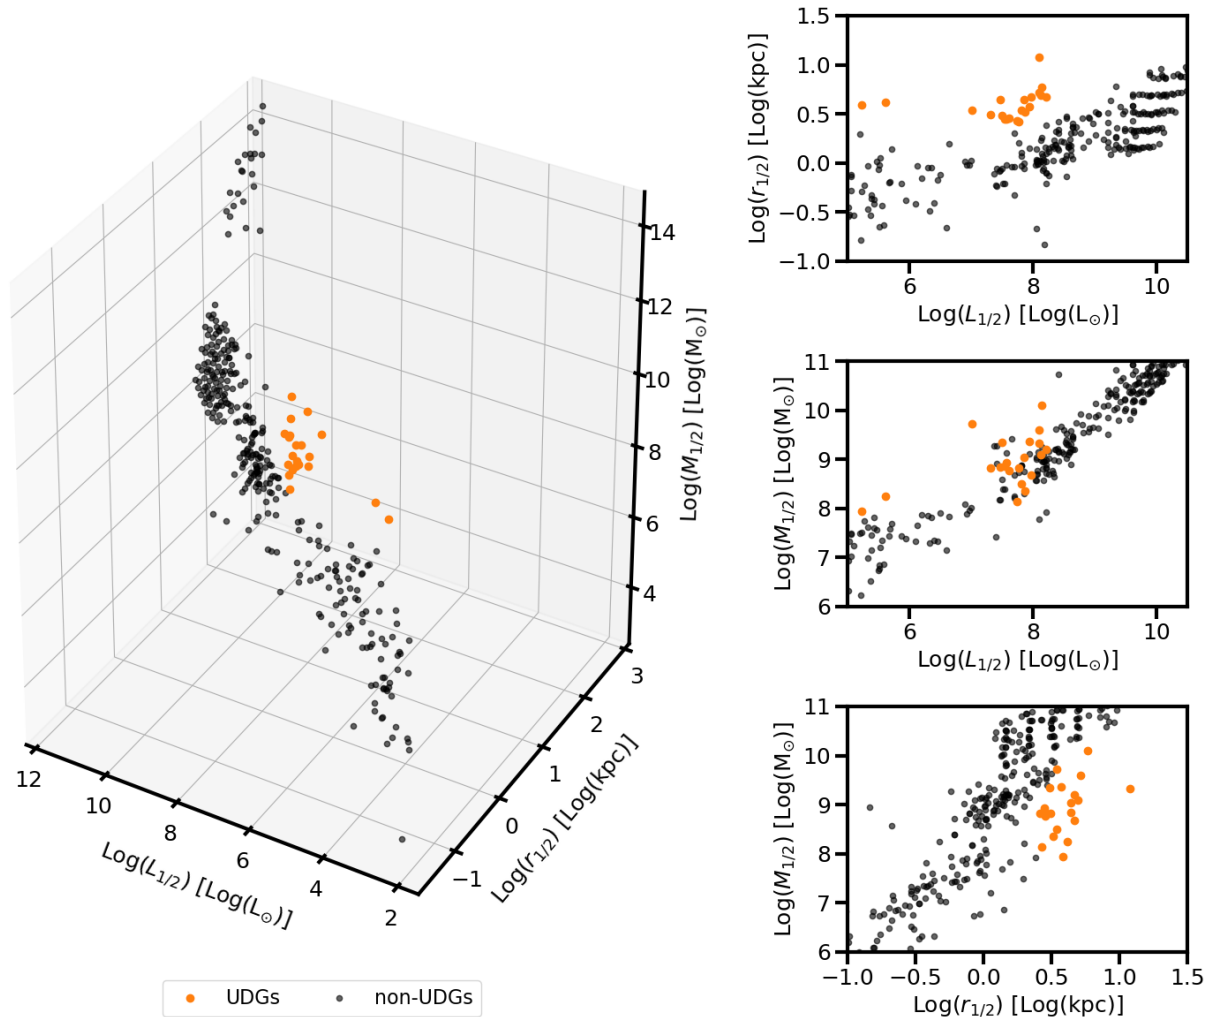 14
12
10
8
6
4
Log(M₁/₂) [Log(M⊙)]
3
2
1
0
−1
Log(r₁/₂) [Log(kpc)]
12
10
8
6
4
2
Log(L₁/₂) [Log(L⊙)]
UDGs
non-UDGs
1.5
1.0
0.5
0.0
−0.5
−1.0
Log(r₁/₂) [Log(kpc)]
6 8 10
Log(L₁/₂) [Log(L⊙)]
11
10
9
8
7
6
Log(M₁/₂) [Log(M⊙)]
6 8 10
Log(L₁/₂) [Log(L⊙)]
11
10
9
8
7
6
Log(M₁/₂) [Log(M⊙)]
−1.0 −0.5 0.0 0.5 1.0 1.5
Log(r₁/₂) [Log(kpc)]